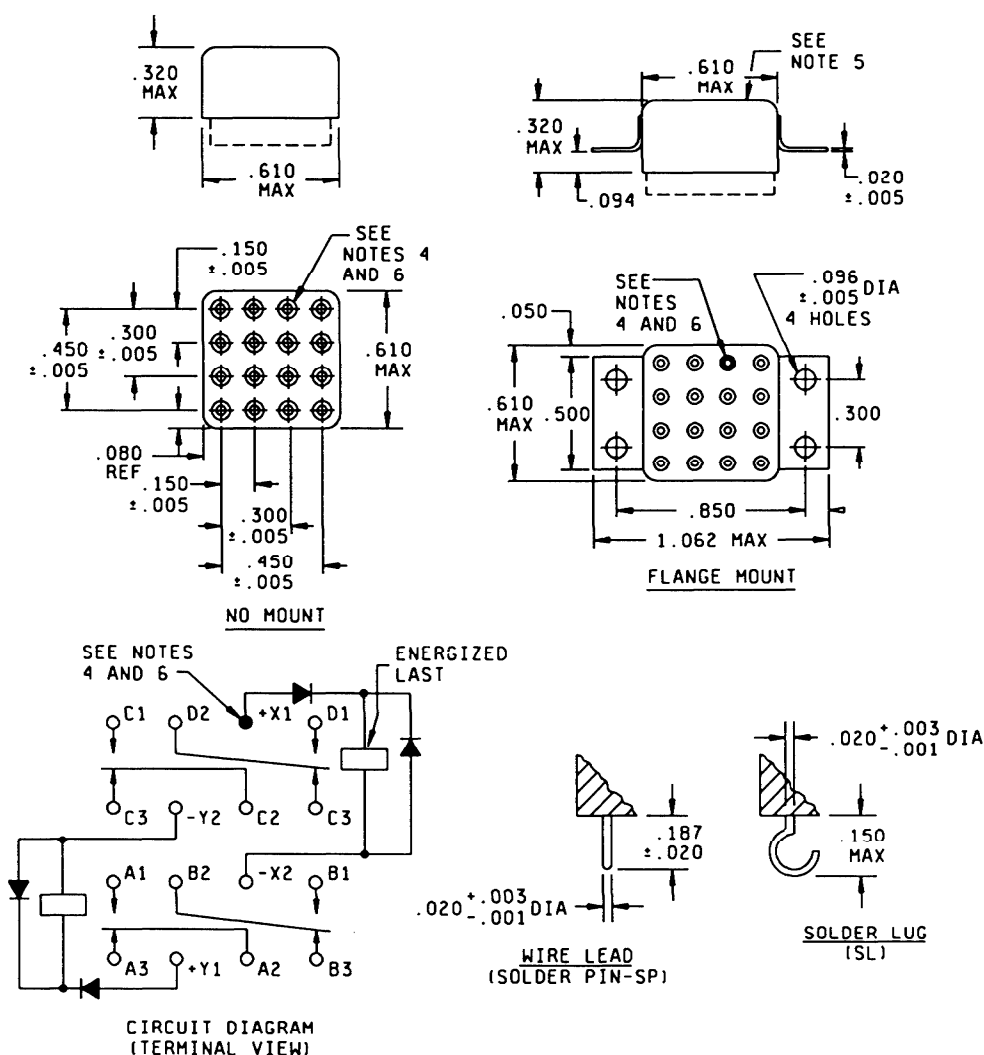 .320
MAX
.610
MAX
SEE
NOTE 5
.610
MAX
.320
MAX
.094
.020
±.005
.150
±.005
SEE
NOTES 4
AND 6
.300
±.005
.450
±.005
.610
MAX
.080
REF
.150
±.005
.300
±.005
.450
±.005
NO MOUNT
SEE
NOTES
4 AND 6
.096
±.005 DIA
4 HOLES
.050
.610
MAX
.500
.300
.850
1.062 MAX
FLANGE MOUNT
SEE NOTES
4 AND 6
ENERGIZED
LAST
C1 D2 +X1 D1
C3 -Y2 C2 C3
A1 B2 -X2 B1
A3 +Y1 A2 B3
CIRCUIT DIAGRAM
(TERMINAL VIEW)
.187
±.020
.020 +.003 -.001 DIA
WIRE LEAD
(SOLDER PIN-SP)
.020 +.003 -.001 DIA
.150
MAX
SOLDER LUG
(SL)